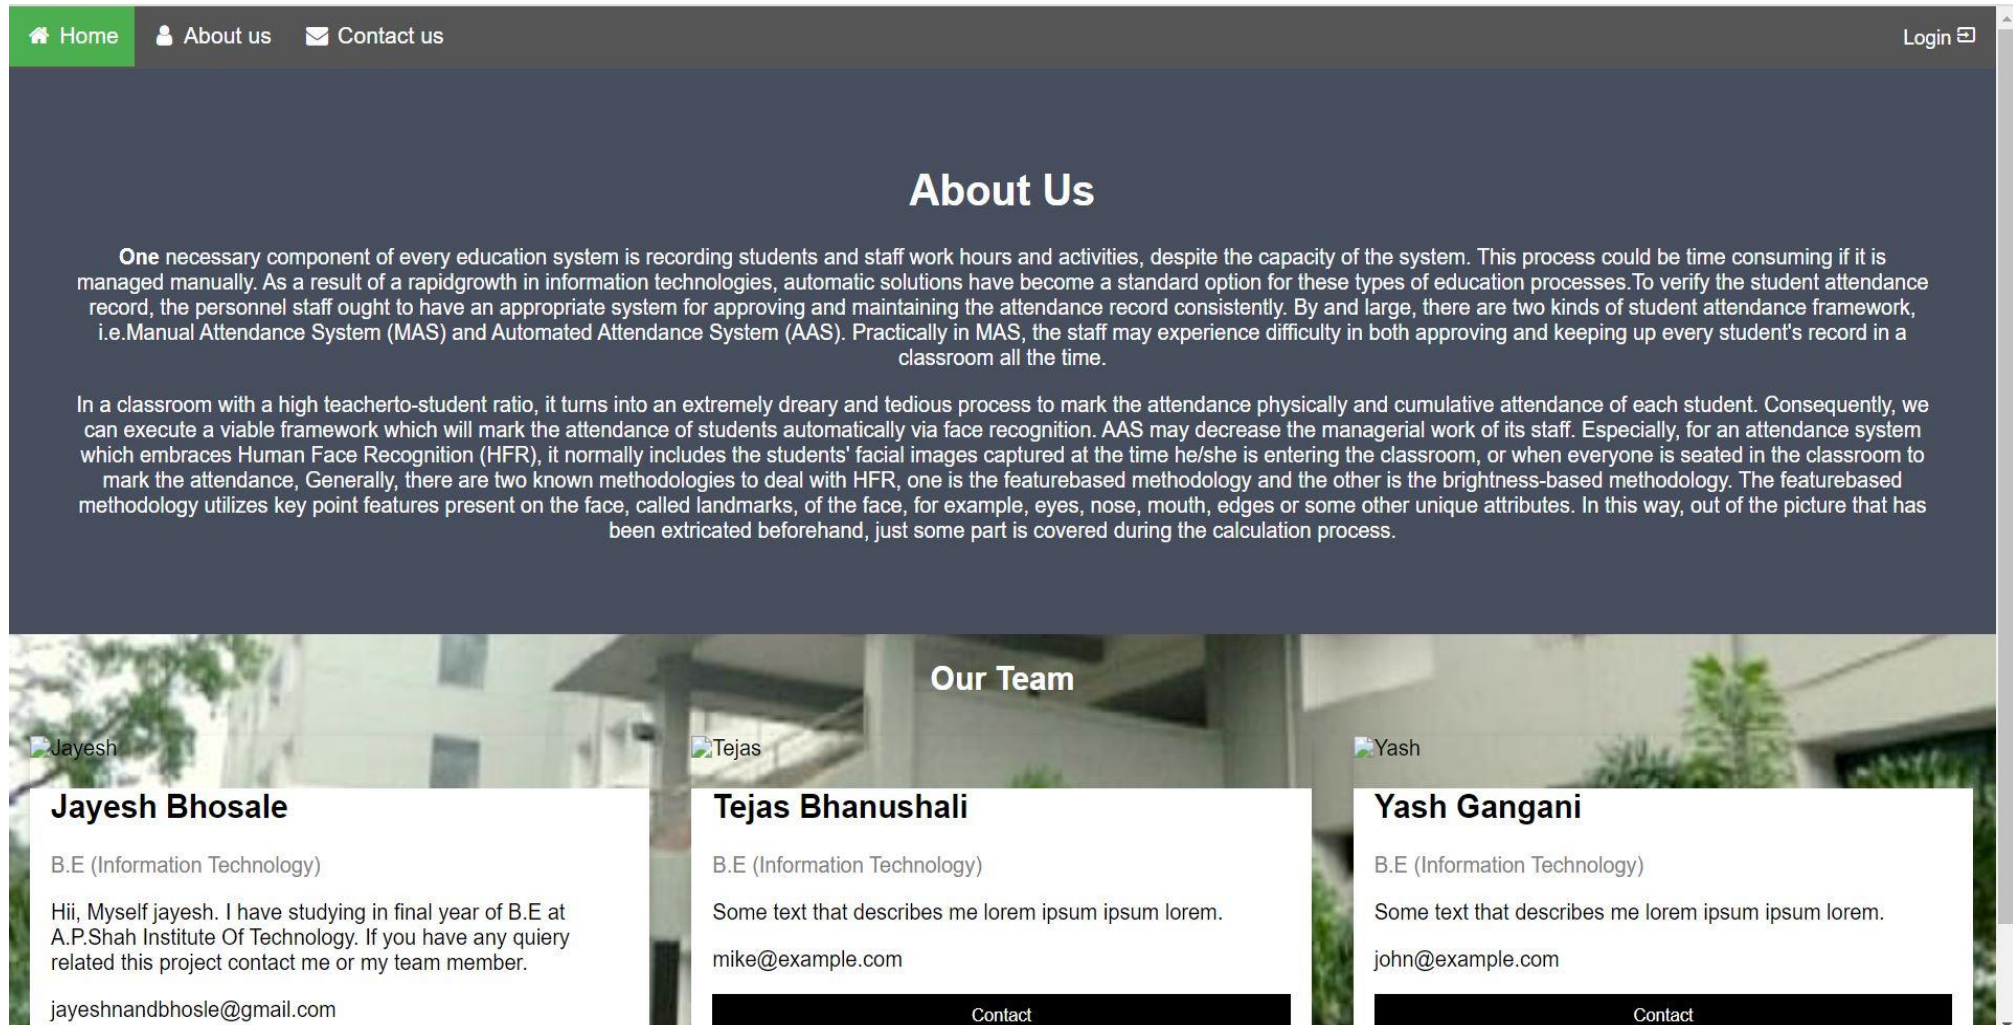 Home About us Contact us Login
About Us
One necessary component of every education system is recording students and staff work hours and activities, despite the capacity of the system. This process could be time consuming if it is
managed manually. As a result of a rapidgrowth in information technologies, automatic solutions have become a standard option for these types of education processes.To verify the student attendance
record, the personnel staff ought to have an appropriate system for approving and maintaining the attendance record consistently. By and large, there are two kinds of student attendance framework,
i.e.Manual Attendance System (MAS) and Automated Attendance System (AAS). Practically in MAS, the staff may experience difficulty in both approving and keeping up every student's record in a
classroom all the time.
In a classroom with a high teacherto-student ratio, it turns into an extremely dreary and tedious process to mark the attendance physically and cumulative attendance of each student. Consequently, we
can execute a viable framework which will mark the attendance of students automatically via face recognition. AAS may decrease the managerial work of its staff. Especially, for an attendance system
which embraces Human Face Recognition (HFR), it normally includes the students' facial images captured at the time he/she is entering the classroom, or when everyone is seated in the classroom to
mark the attendance, Generally, there are two known methodologies to deal with HFR, one is the featurebased methodology and the other is the brightness-based methodology. The featurebased
methodology utilizes key point features present on the face, called landmarks, of the face, for example, eyes, nose, mouth, edges or some other unique attributes. In this way, out of the picture that has
been extricated beforehand, just some part is covered during the calculation process.
Our Team
Jayesh
Jayesh Bhosale
B.E (Information Technology)
Hii, Myself jayesh. I have studying in final year of B.E at
A.P.Shah Institute Of Technology. If you have any quiery
related this project contact me or my team member.
jayeshnandbhosle@gmail.com
Tejas
Tejas Bhanushali
B.E (Information Technology)
Some text that describes me lorem ipsum ipsum lorem.
mike@example.com
Contact
Yash
Yash Gangani
B.E (Information Technology)
Some text that describes me lorem ipsum ipsum lorem.
john@example.com
Contact